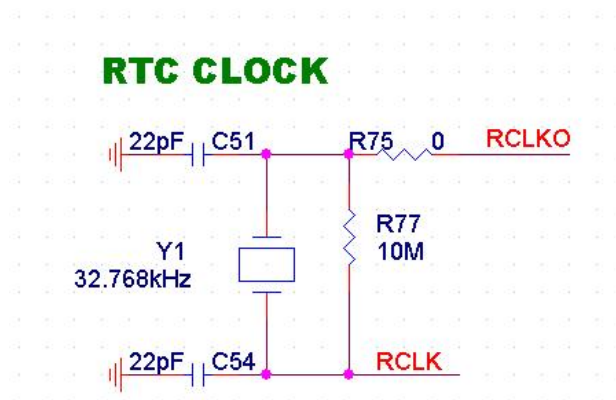 RTC CLOCK
22pF C51 R75 0 RCLKO
R77
10M
Y1
32.768kHz
22pF C54 RCLK